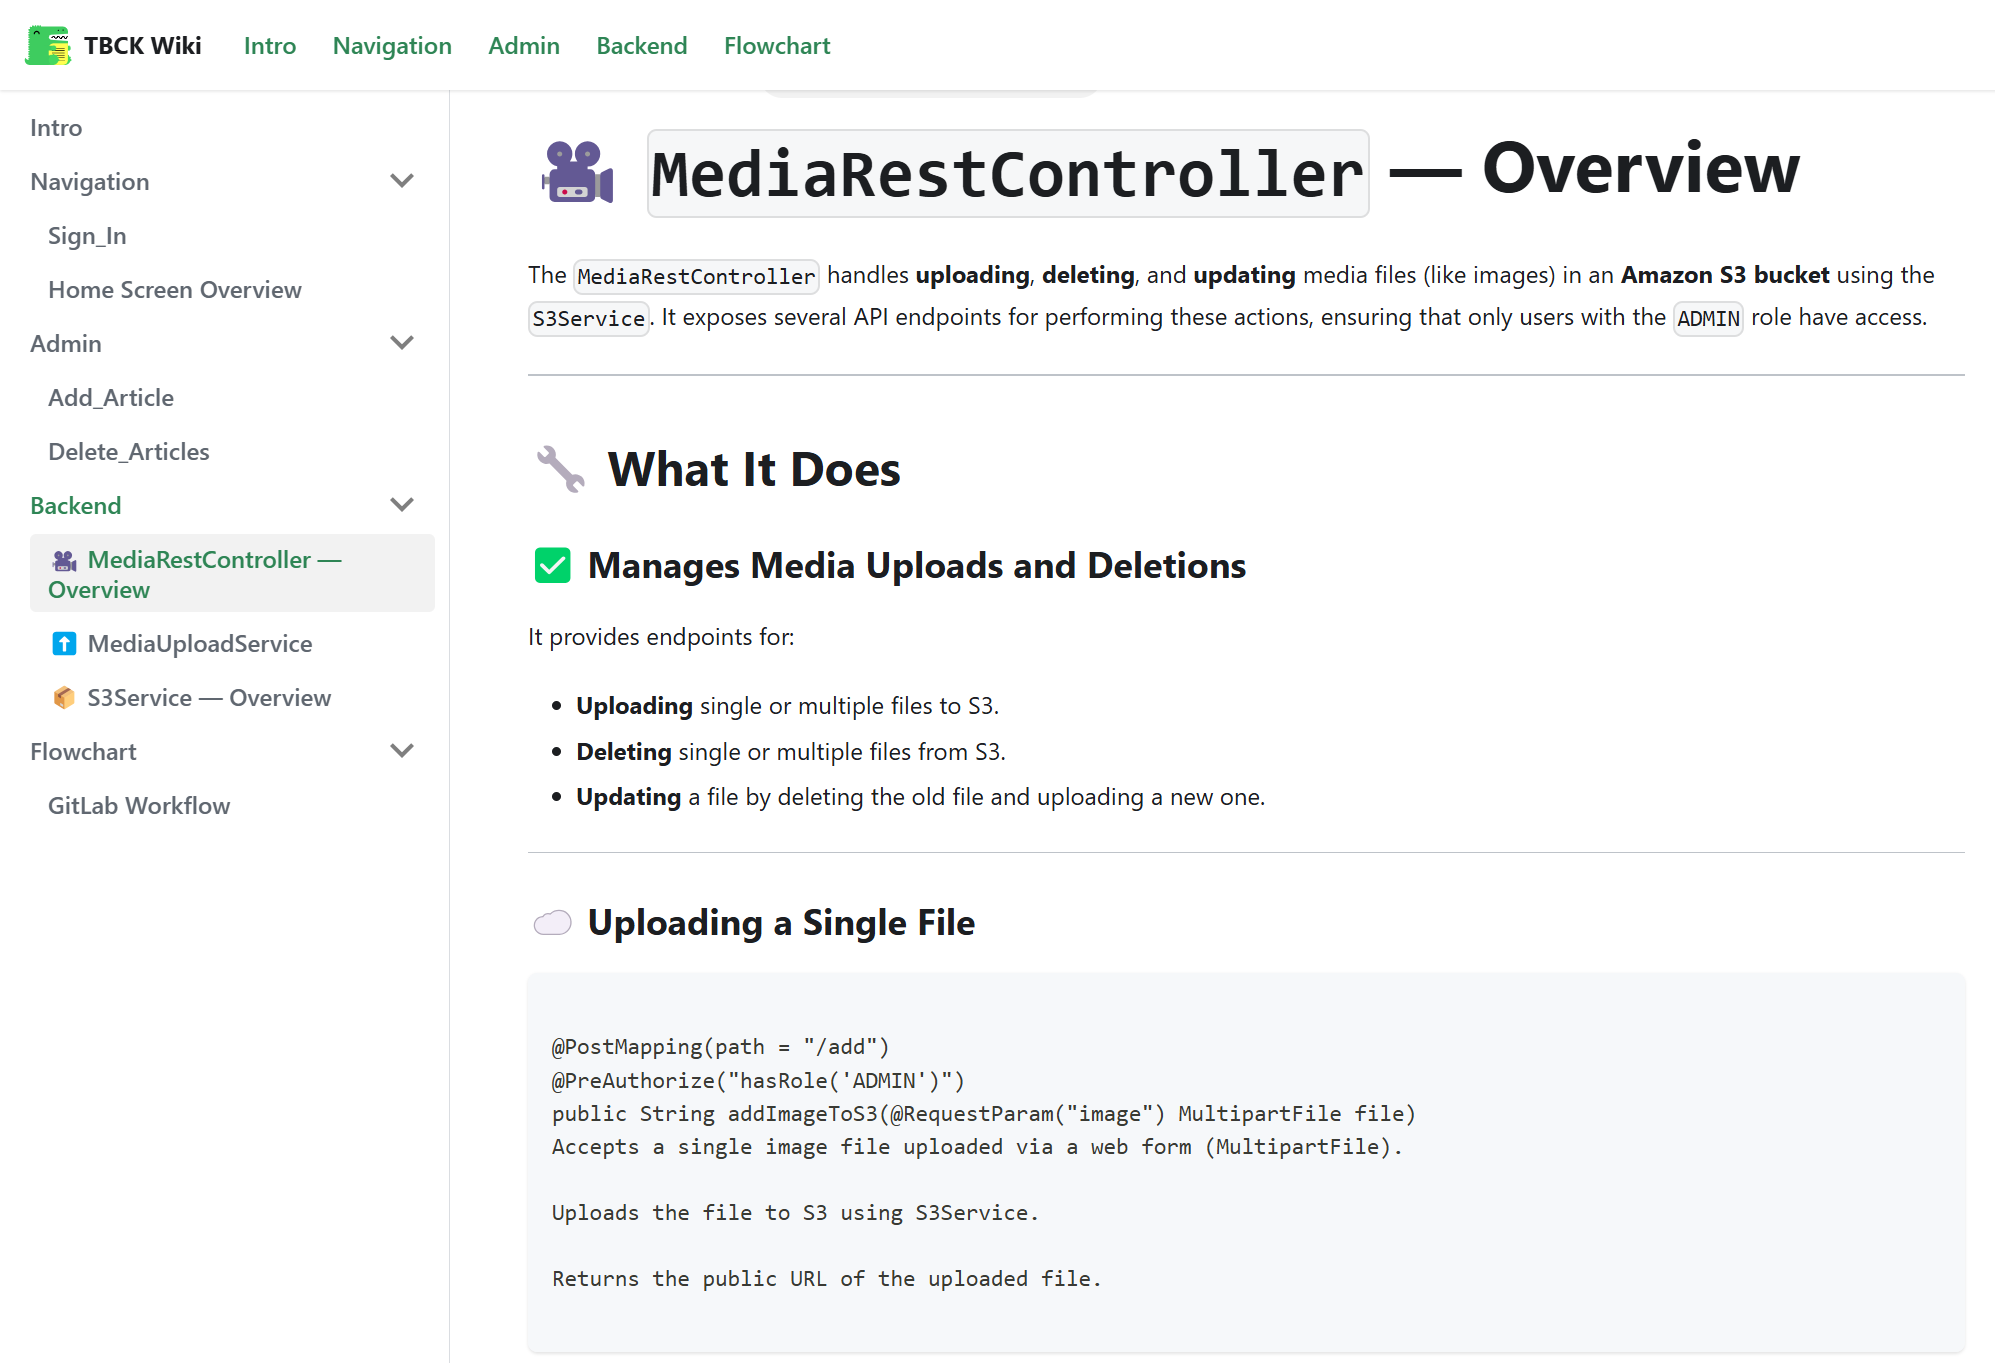 TBCK Wiki Intro Navigation Admin Backend Flowchart
Intro
Navigation
Sign_In
Home Screen Overview
Admin
Add_Article
Delete_Articles
Backend
MediaRestController —
Overview
MediaUploadService
S3Service — Overview
Flowchart
GitLab Workflow
MediaRestController — Overview
The MediaRestController handles uploading, deleting, and updating media files (like images) in an Amazon S3 bucket using the
S3Service. It exposes several API endpoints for performing these actions, ensuring that only users with the ADMIN role have access.
What It Does
Manages Media Uploads and Deletions
It provides endpoints for:
• Uploading single or multiple files to S3.
• Deleting single or multiple files from S3.
• Updating a file by deleting the old file and uploading a new one.
Uploading a Single File
@PostMapping(path = "/add")
@PreAuthorize("hasRole('ADMIN')")
public String addImageToS3(@RequestParam("image") MultipartFile file)
Accepts a single image file uploaded via a web form (MultipartFile).
Uploads the file to S3 using S3Service.
Returns the public URL of the uploaded file.